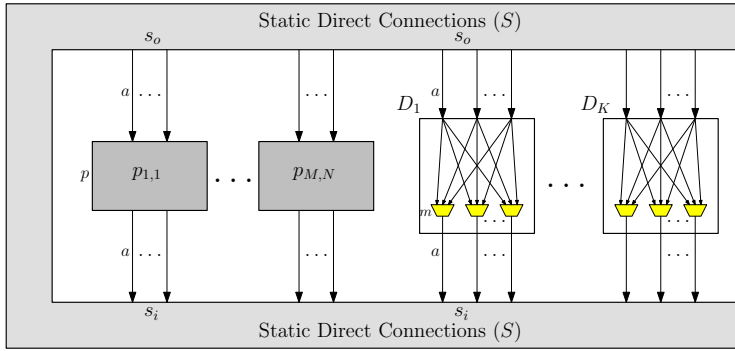 Static Direct Connections (S)
s_o s_o
a ... ... a ... ...
D_1 D_K
p p_{1,1} ... p_{M,N} ...
m ... ...
a ... ... a ... ...
s_i s_i
Static Direct Connections (S)